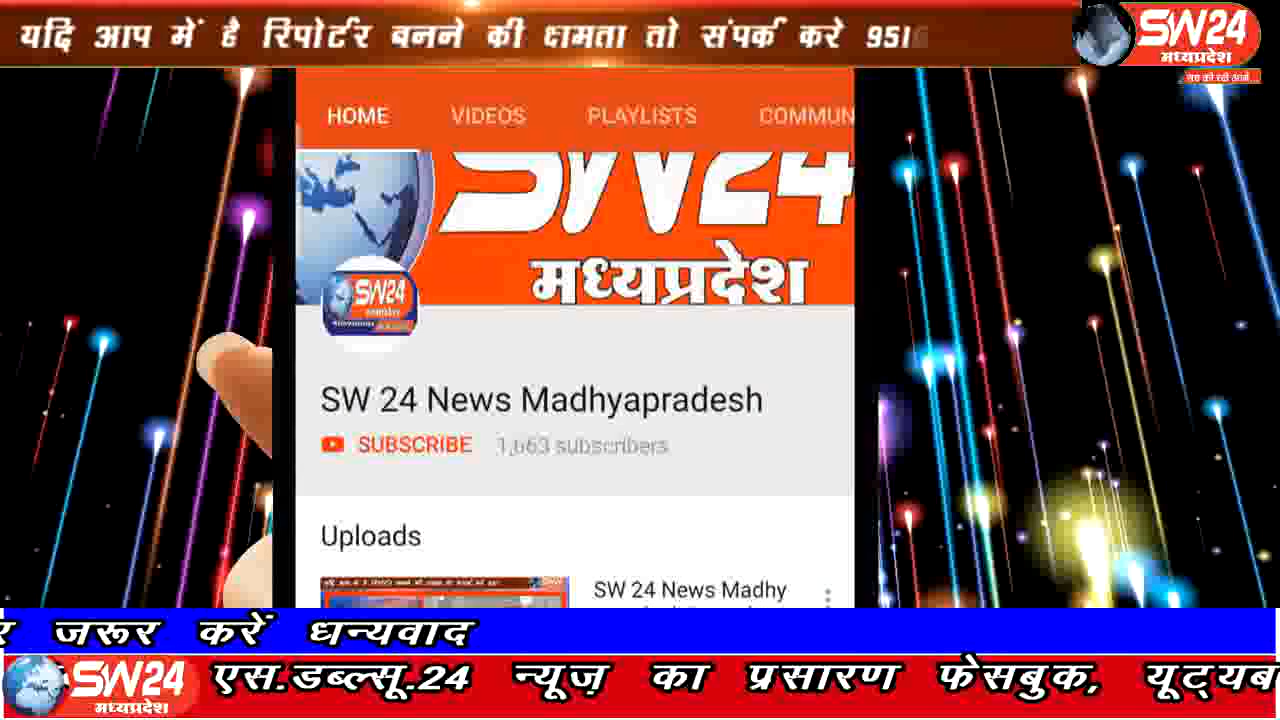 यदि आप में है रिपोर्टर बनने की क्षमता तो संपर्क करे 951
SW24
मध्यप्रदेश
HOME VIDEOS PLAYLISTS COMMUN
SW24
मध्यप्रदेश
SW24
SW 24 News Madhyapradesh
SUBSCRIBE 1,663 subscribers
Uploads
SW 24 News Madhy
र जरूर करें धन्यवाद
SW24
मध्यप्रदेश
एस.डब्ल्सू.24 न्यूज़ का प्रसारण फेसबुक, यूट्यब